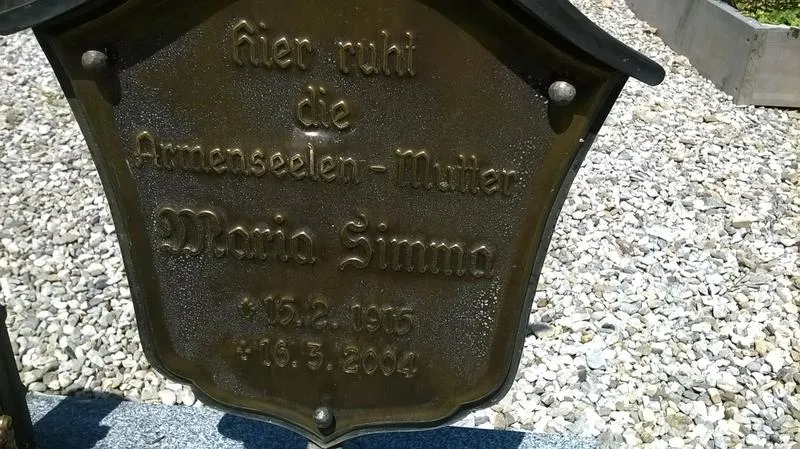 Hier ruht
die
Armenseelen-Mutter
Maria Simma
* 15. 2. 1915
+ 16. 3. 2004